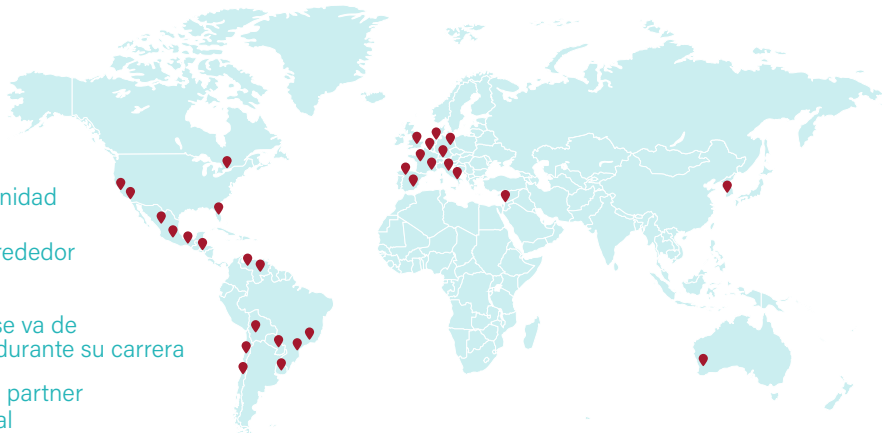 nidad
rededor
se va de
durante su carrera
partner
al